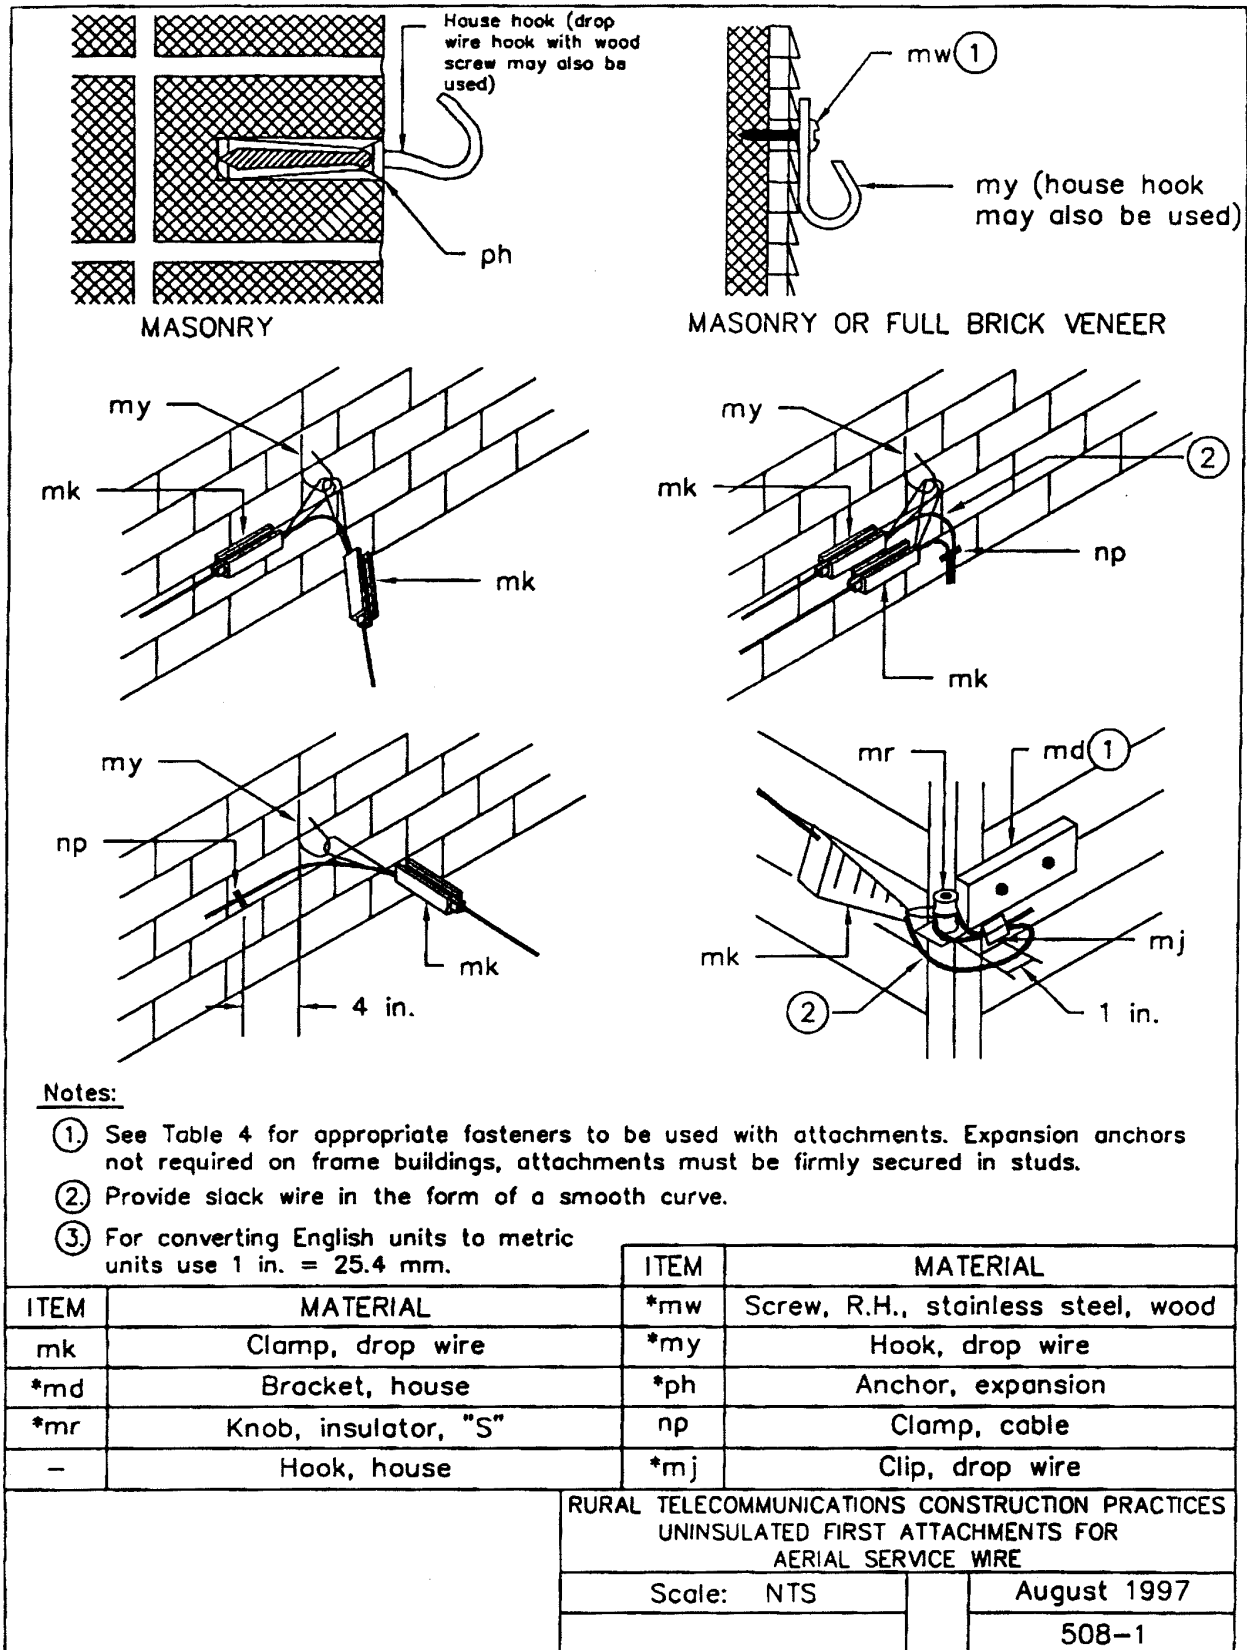 House hook (drop
wire hook with wood
screw may also be
used)
ph
MASONRY
mw 1
my (house hook
may also be used)
MASONRY OR FULL BRICK VENEER
my
mk
mk
my
2
mk
np
mk
my
np
mk
4 in.
mr
md 1
mk
mj
2
1 in.
Notes:
1. See Table 4 for appropriate fasteners to be used with attachments. Expansion anchors
not required on frame buildings, attachments must be firmly secured in studs.
2. Provide slack wire in the form of a smooth curve.
3. For converting English units to metric
units use 1 in. = 25.4 mm.
ITEM MATERIAL
mk Clamp, drop wire
*md Bracket, house
*mr Knob, insulator, "S"
– Hook, house
ITEM MATERIAL
*mw Screw, R.H., stainless steel, wood
*my Hook, drop wire
*ph Anchor, expansion
np Clamp, cable
*mj Clip, drop wire
RURAL TELECOMMUNICATIONS CONSTRUCTION PRACTICES
UNINSULATED FIRST ATTACHMENTS FOR
AERIAL SERVICE WIRE
Scale: NTS
August 1997
508-1